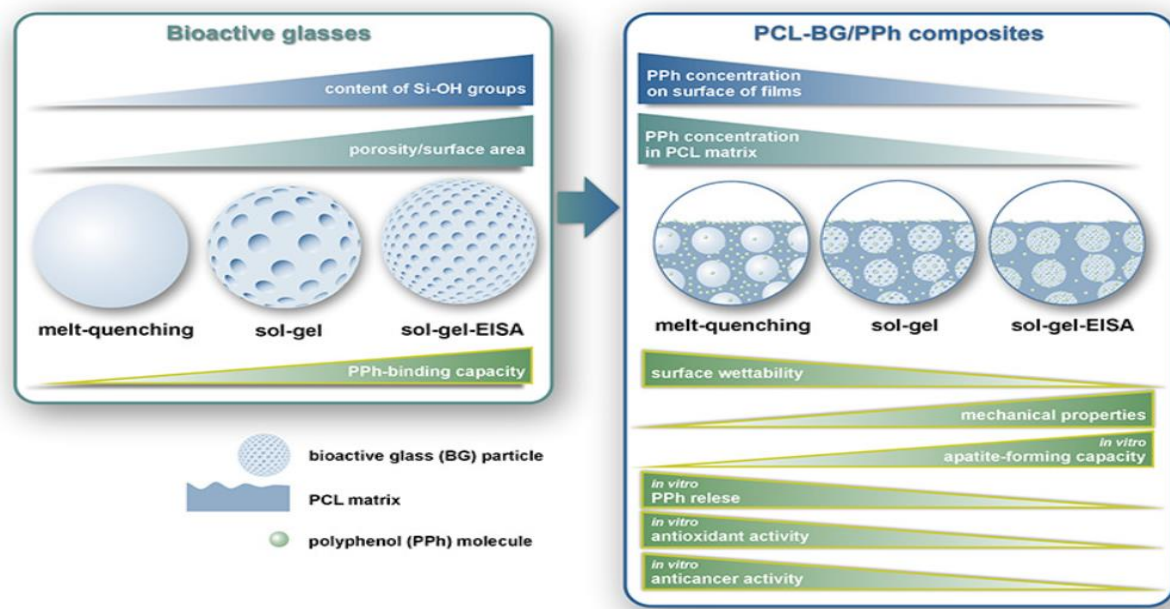 Bioactive glasses
content of Si-OH groups
porosity/surface area
melt-quenching
sol-gel
sol-gel-EISA
PPh-binding capacity
bioactive glass (BG) particle
PCL matrix
polyphenol (PPh) molecule
PCL-BG/PPh composites
PPh concentration
on surface of films
PPh concentration
in PCL matrix
melt-quenching
sol-gel
sol-gel-EISA
surface wettability
mechanical properties
in vitro
apatite-forming capacity
in vitro
PPh relese
in vitro
antioxidant activity
in vitro
anticancer activity